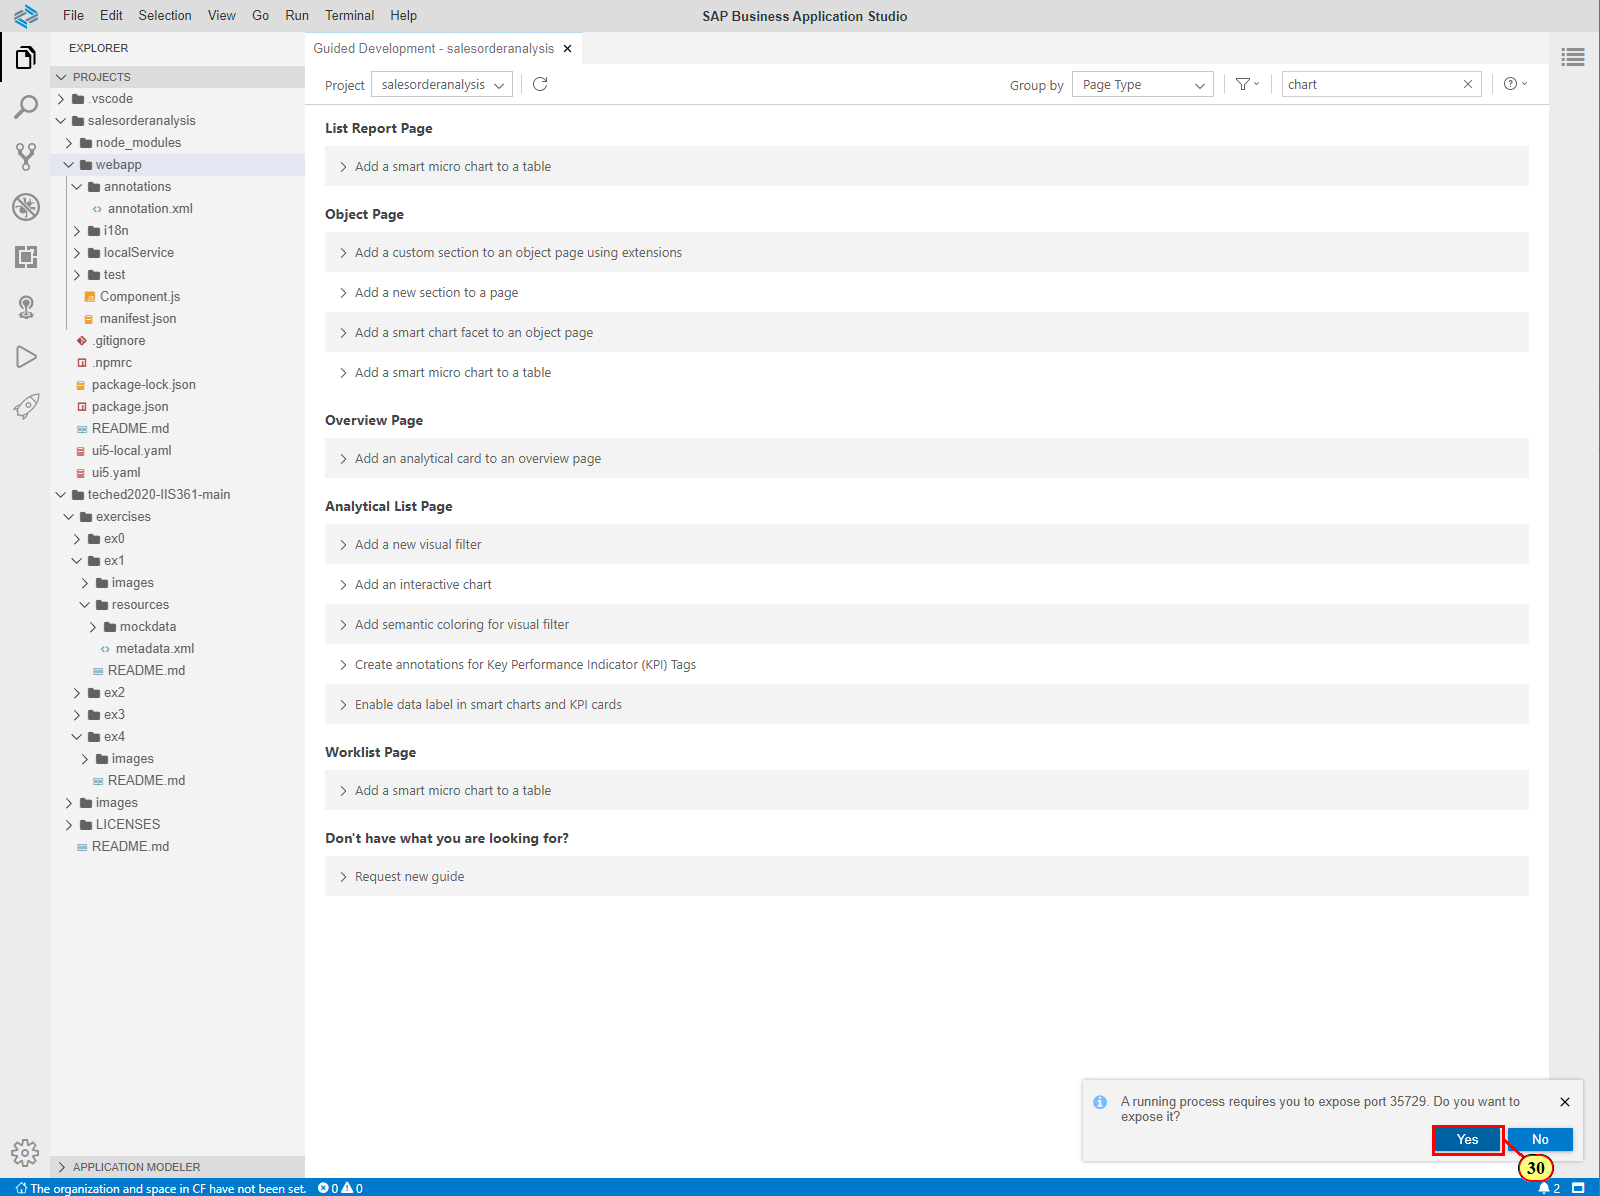 File Edit Selection View Go Run Terminal Help
SAP Business Application Studio
EXPLORER
PROJECTS
.vscode
salesorderanalysis
node_modules
webapp
annotations
annotation.xml
i18n
localService
test
Component.js
manifest.json
.gitignore
.npmrc
package-lock.json
package.json
README.md
ui5-local.yaml
ui5.yaml
teched2020-IIS361-main
exercises
ex0
ex1
images
resources
mockdata
metadata.xml
README.md
ex2
ex3
ex4
images
README.md
images
LICENSES
README.md
APPLICATION MODELER
Guided Development - salesorderanalysis
Project salesorderanalysis
Group by Page Type
chart
List Report Page
Add a smart micro chart to a table
Object Page
Add a custom section to an object page using extensions
Add a new section to a page
Add a smart chart facet to an object page
Add a smart micro chart to a table
Overview Page
Add an analytical card to an overview page
Analytical List Page
Add a new visual filter
Add an interactive chart
Add semantic coloring for visual filter
Create annotations for Key Performance Indicator (KPI) Tags
Enable data label in smart charts and KPI cards
Worklist Page
Add a smart micro chart to a table
Don't have what you are looking for?
Request new guide
A running process requires you to expose port 35729. Do you want to
expose it?
Yes No
30
The organization and space in CF have not been set. 0 0
2